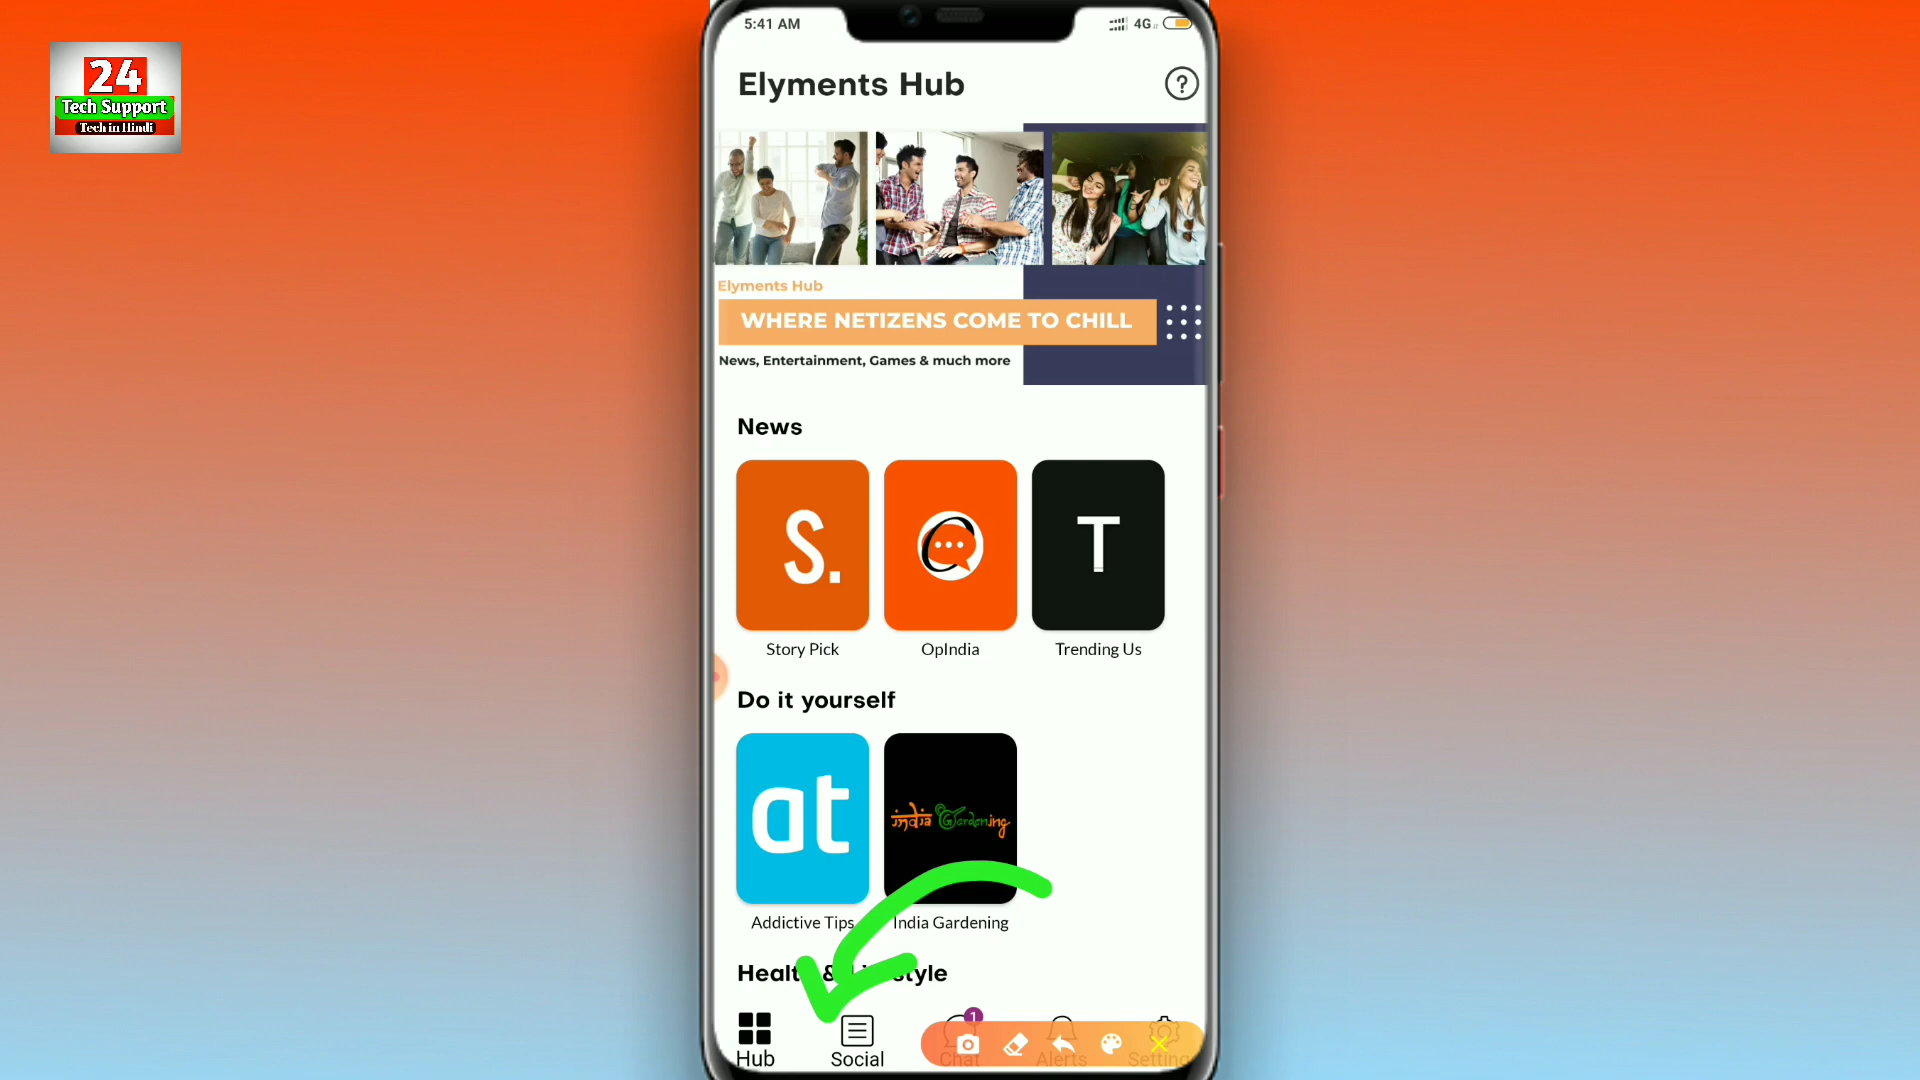 24
Tech Support
Tech in Hindi
5:41 AM
4G
Elyments Hub
?
Elyments Hub
WHERE NETIZENS COME TO CHILL
News, Entertainment, Games & much more
News
S.
T
Story Pick
OpIndia
Trending Us
Do it yourself
at
india Gardening
Addictive Tips
India Gardening
Health & Lifestyle
1
Hub
Social
Chat
Alerts
Setting